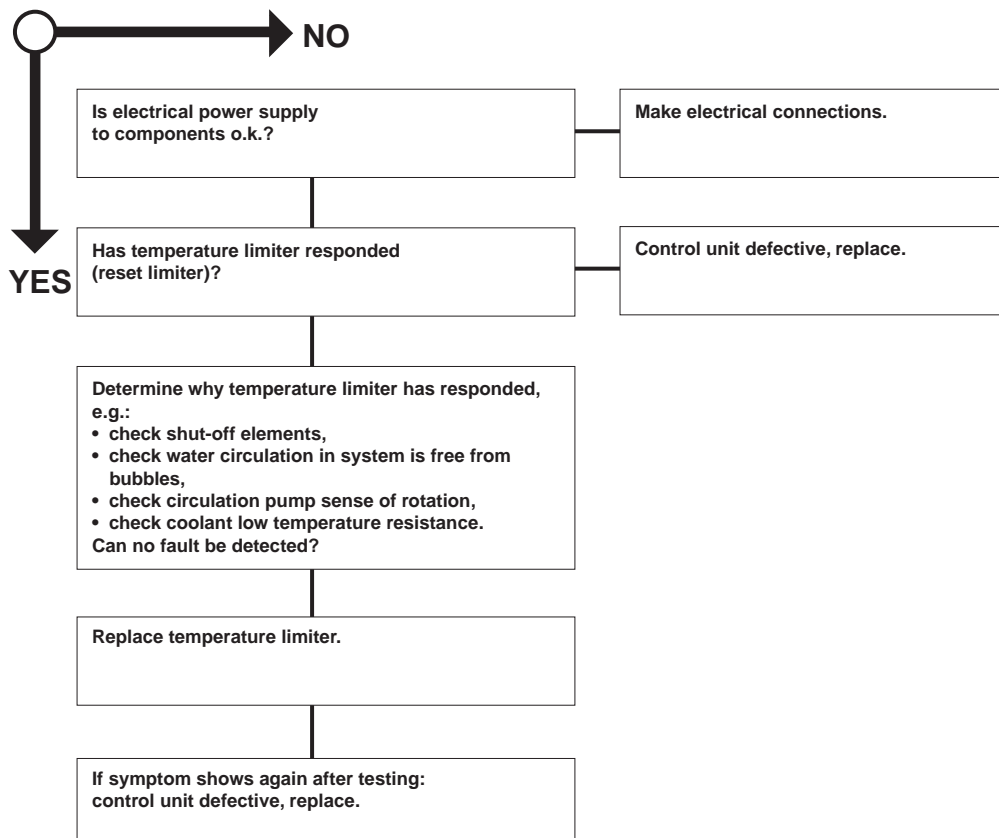 NO
YES
Is electrical power supply
to components o.k.?
Make electrical connections.
Has temperature limiter responded
(reset limiter)?
Control unit defective, replace.
Determine why temperature limiter has responded,
e.g.:
• check shut-off elements,
• check water circulation in system is free from
bubbles,
• check circulation pump sense of rotation,
• check coolant low temperature resistance.
Can no fault be detected?
Replace temperature limiter.
If symptom shows again after testing:
control unit defective, replace.